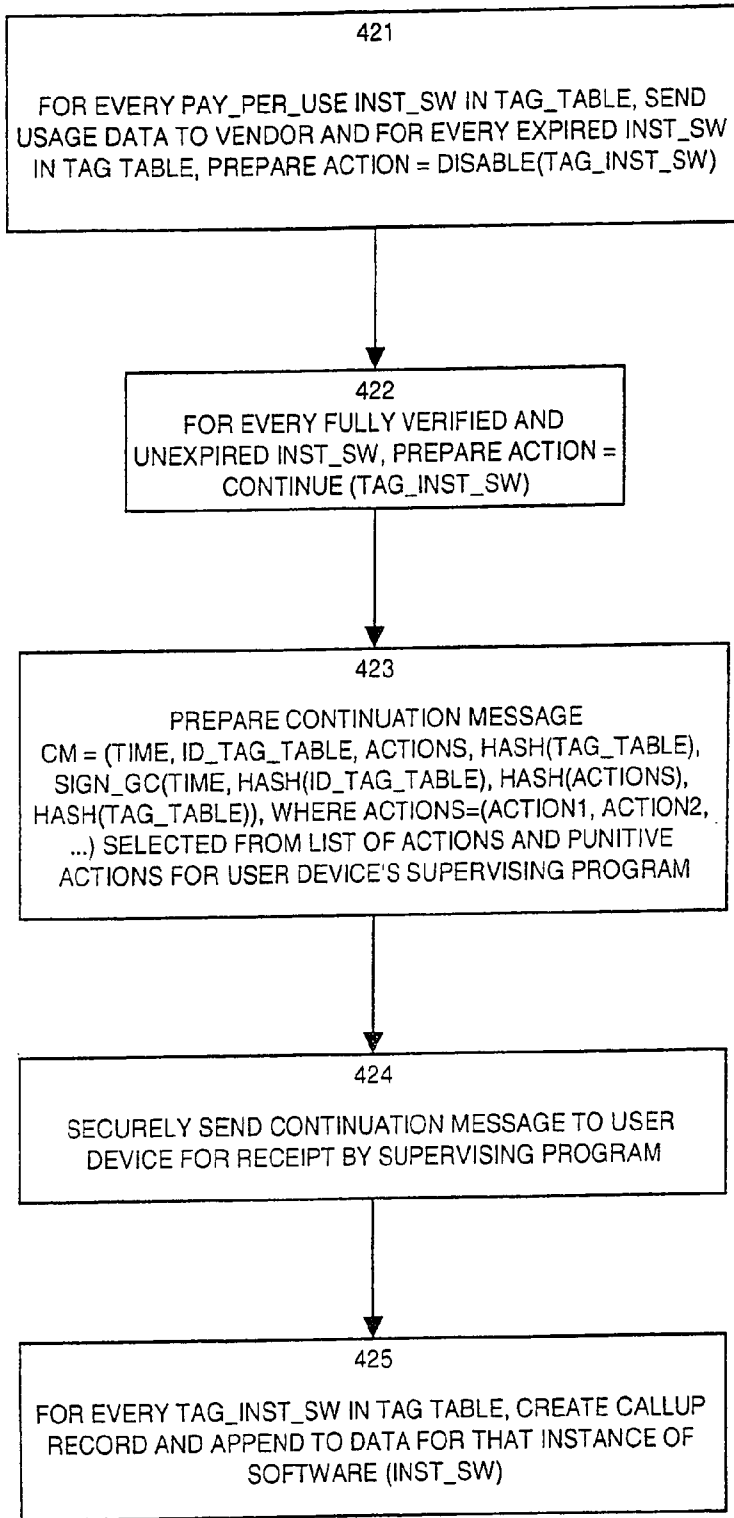 421
FOR EVERY PAY_PER_USE INST_SW IN TAG_TABLE, SEND
USAGE DATA TO VENDOR AND FOR EVERY EXPIRED INST_SW
IN TAG TABLE, PREPARE ACTION = DISABLE(TAG_INST_SW)
422
FOR EVERY FULLY VERIFIED AND
UNEXPIRED INST_SW, PREPARE ACTION =
CONTINUE (TAG_INST_SW)
423
PREPARE CONTINUATION MESSAGE
CM = (TIME, ID_TAG_TABLE, ACTIONS, HASH(TAG_TABLE),
SIGN_GC(TIME, HASH(ID_TAG_TABLE), HASH(ACTIONS),
HASH(TAG_TABLE)), WHERE ACTIONS=(ACTION1, ACTION2,
...) SELECTED FROM LIST OF ACTIONS AND PUNITIVE
ACTIONS FOR USER DEVICE'S SUPERVISING PROGRAM
424
SECURELY SEND CONTINUATION MESSAGE TO USER
DEVICE FOR RECEIPT BY SUPERVISING PROGRAM
425
FOR EVERY TAG_INST_SW IN TAG TABLE, CREATE CALLUP
RECORD AND APPEND TO DATA FOR THAT INSTANCE OF
SOFTWARE (INST_SW)